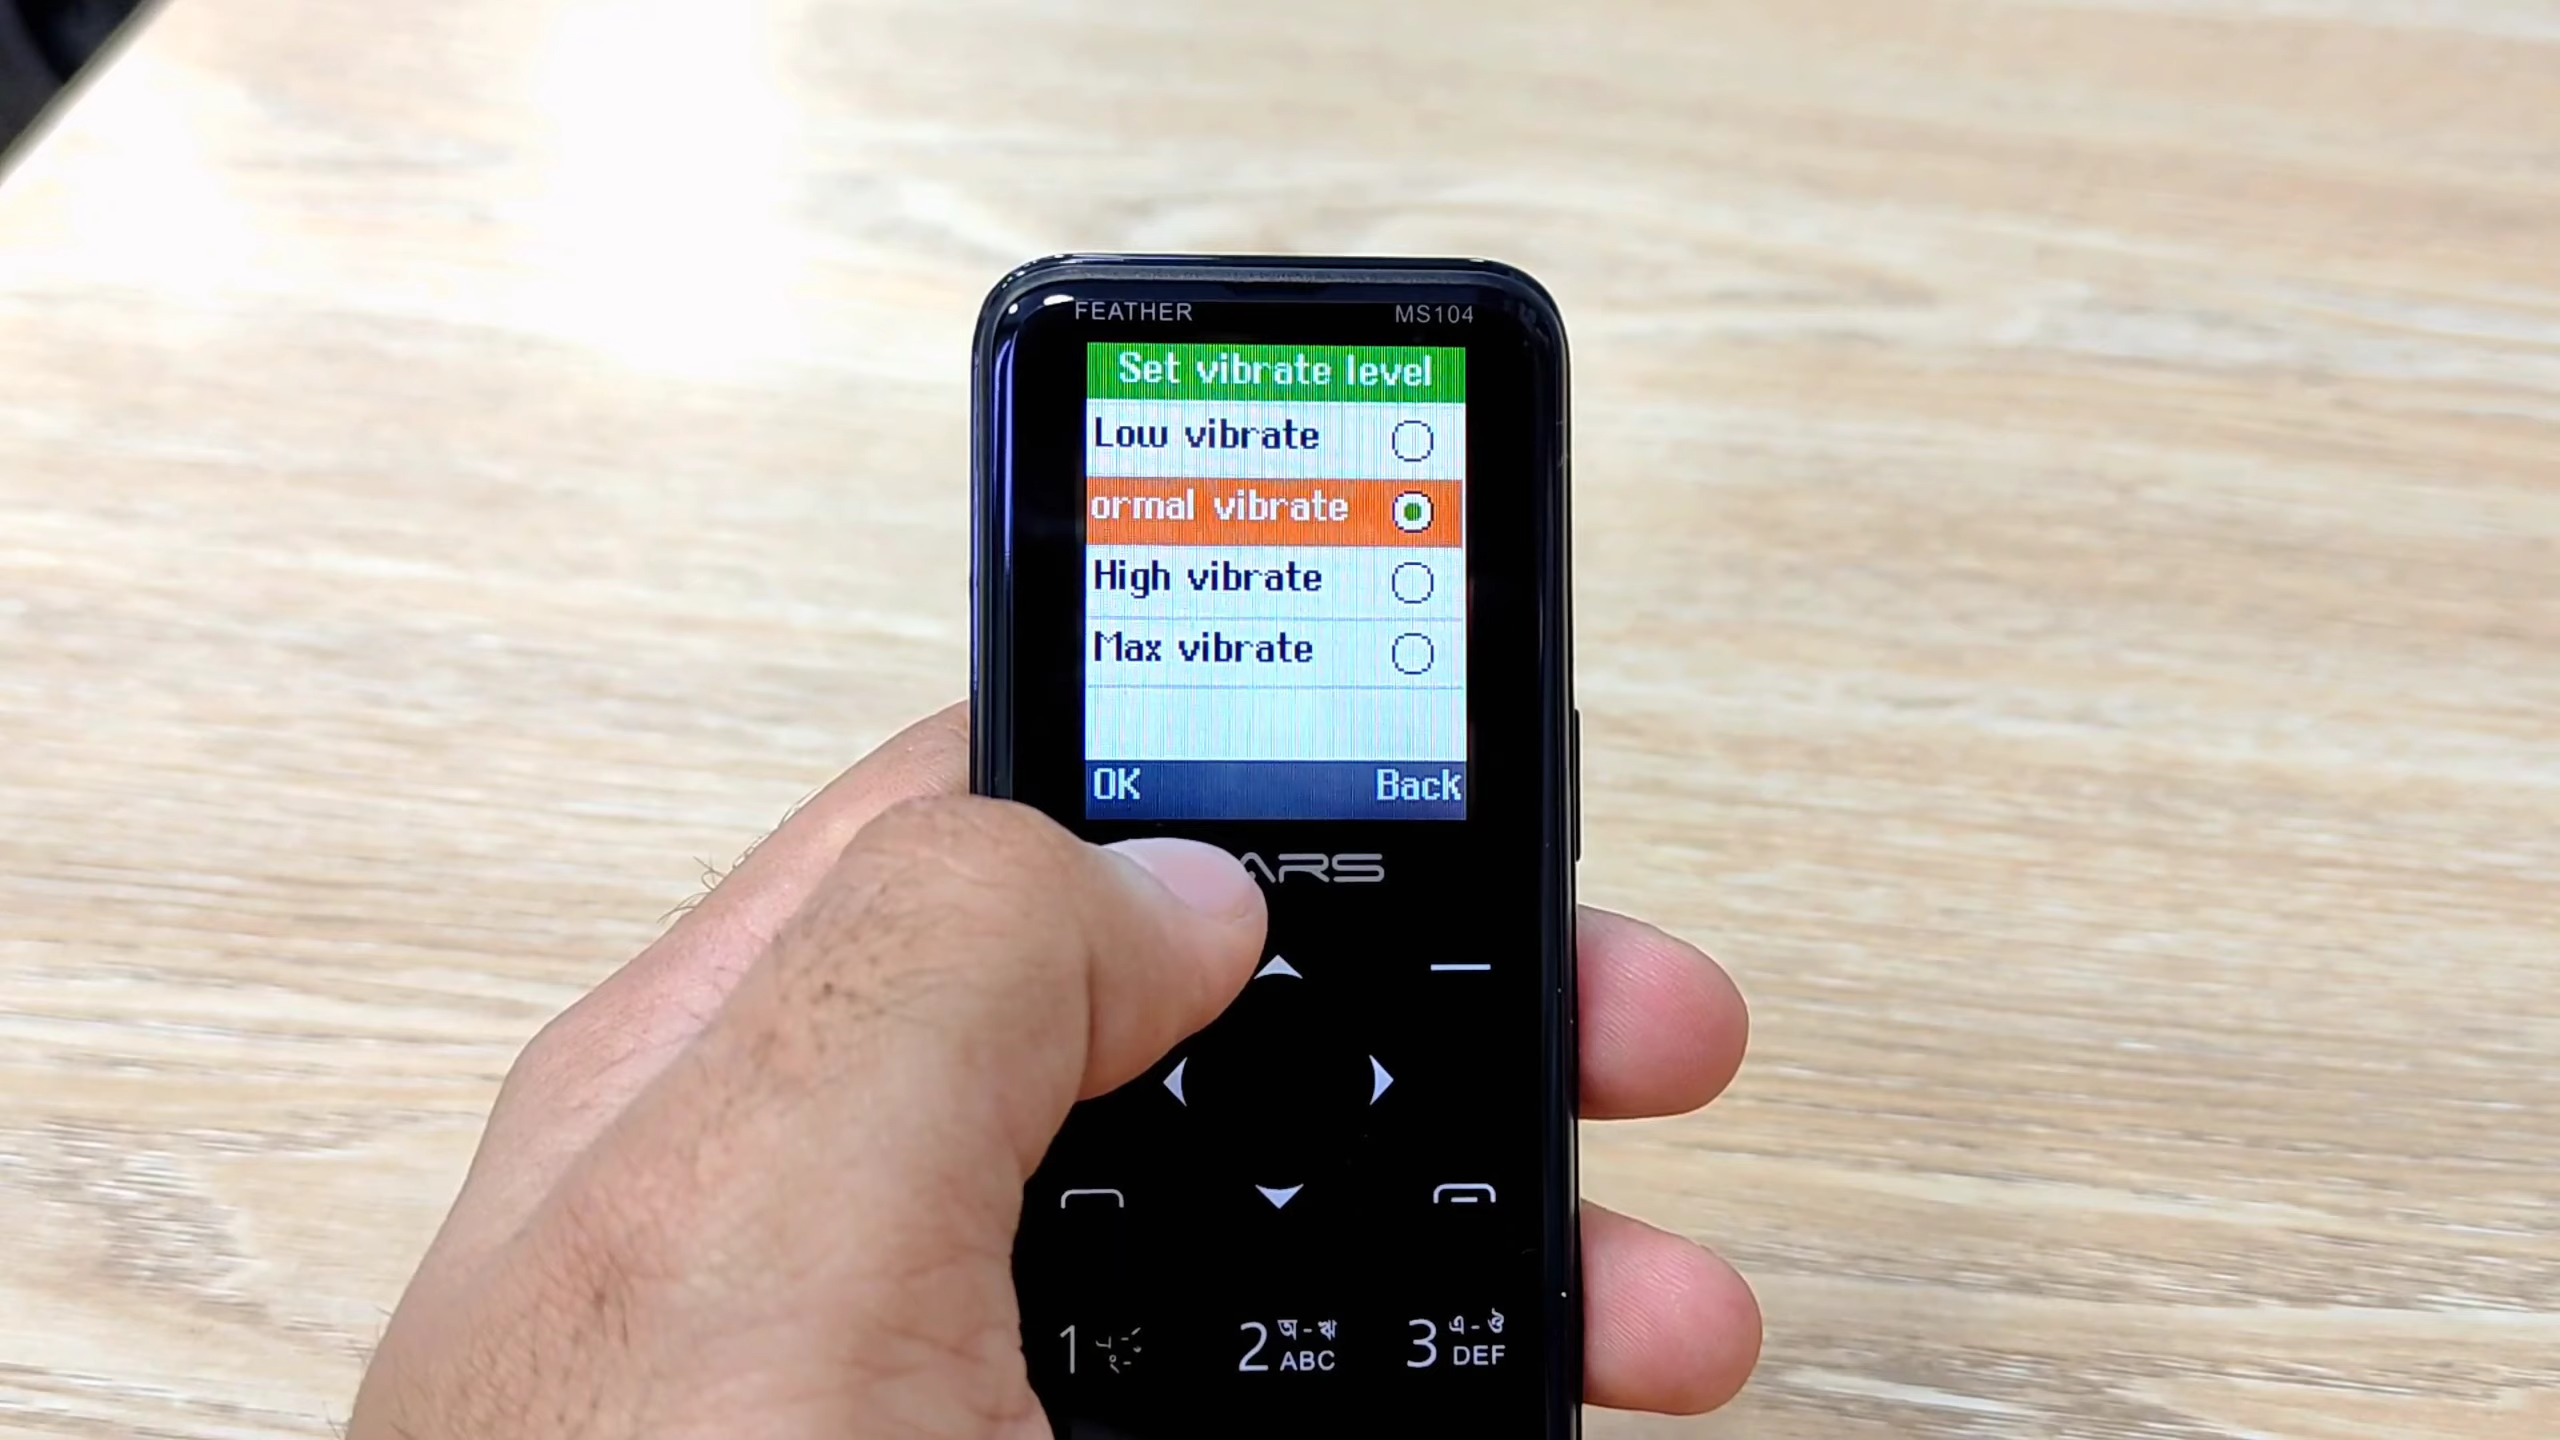 FEATHER MS104
Set vibrate level
Low vibrate
ormal vibrate
High vibrate
Max vibrate
OK Back
ARS
1
2 অ-ঋ ABC
3 DEF